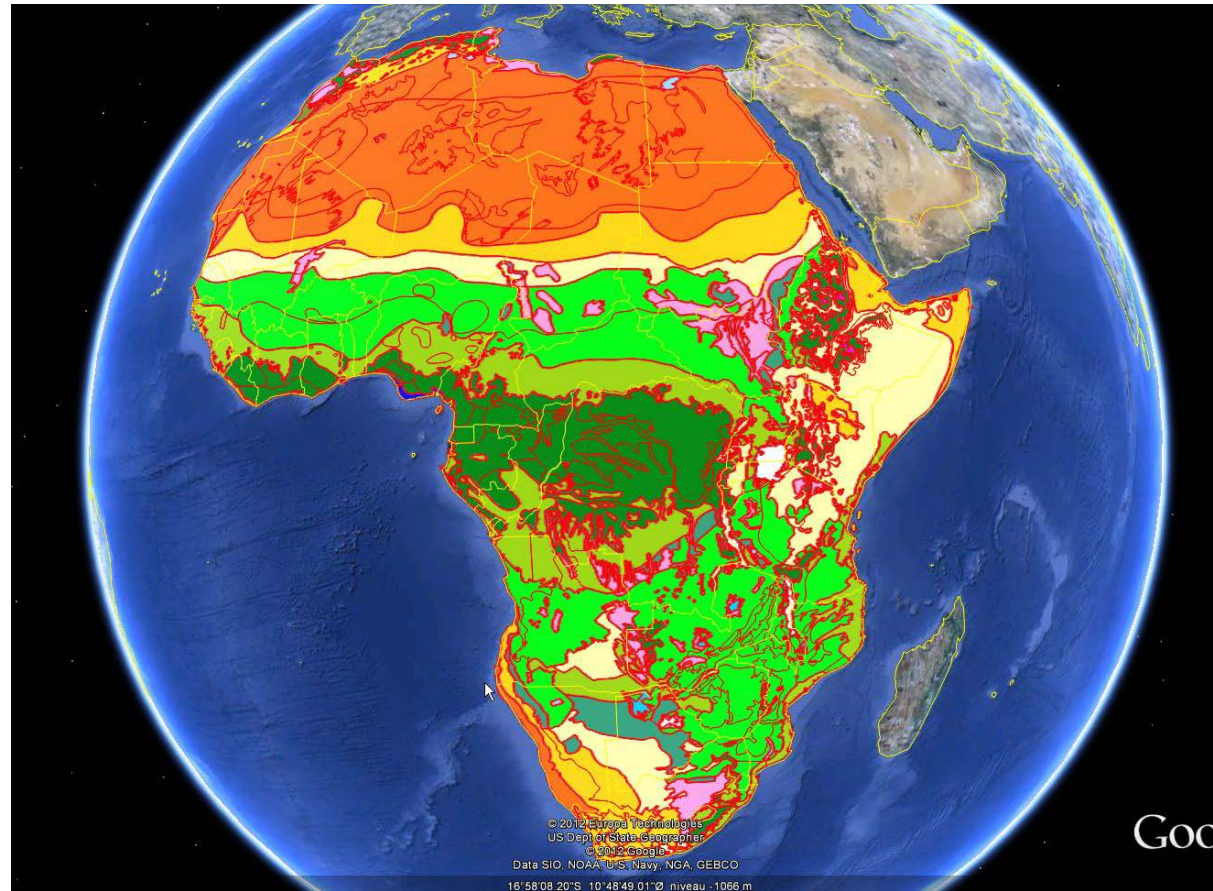 Goo
© 2012 Europa Technologies
US Dept of State Geographer
© 2012 Google
Data SIO, NOAA, U.S. Navy, NGA, GEBCO
16°58'08.20"S 10°48'49.01"Ø niveau -1066 m